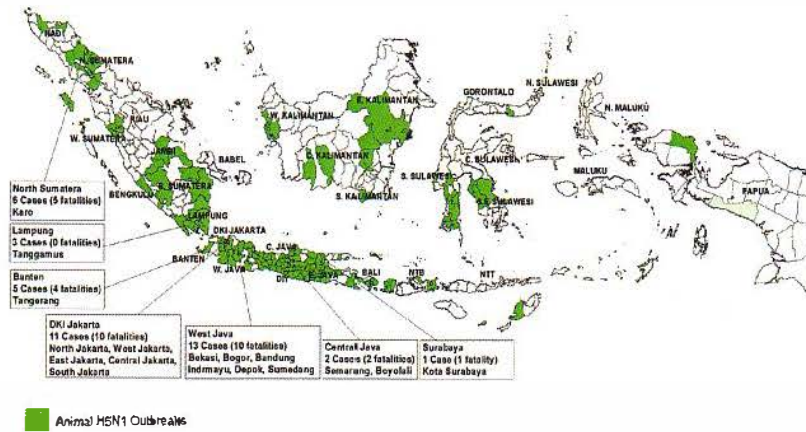 NAD
N. SUMATERA
RIAU
W. SUMATERA
JAMBI
BABEL
BENGKULU
S. SUMATERA
LAMPUNG
DKI JAKARTA
BANTEN
W. JAVA
C. JAVA
DIY
E. JAVA
BALI
NTB
NTT
W. KALIMANTAN
E. KALIMANTAN
C. KALIMANTAN
S. KALIMANTAN
GORONTALO
N. SULAWESI
C. SULAWESI
S. SULAWESI
S.E. SULAWESI
N. MALUKU
MALUKU
PAPUA
North Sumatera
6 Cases (5 fatalities)
Karo
Lampung
3 Cases (0 fatalities)
Tanggamus
Banten
5 Cases (4 fatalities)
Tangerang
DKI Jakarta
11 Cases (10 fatalities)
North Jakarta, West Jakarta,
East Jakarta, Central Jakarta,
South Jakarta
West Java
13 Cases (10 fatalities)
Bekasi, Bogor, Bandung
Indrmayu, Depok, Sumedang
Central Java
2 Cases (2 fatalities)
Semarang, Boyolali
Surabaya
1 Case (1 fatality)
Kota Surabaya
Animal H5N1 Outbreaks